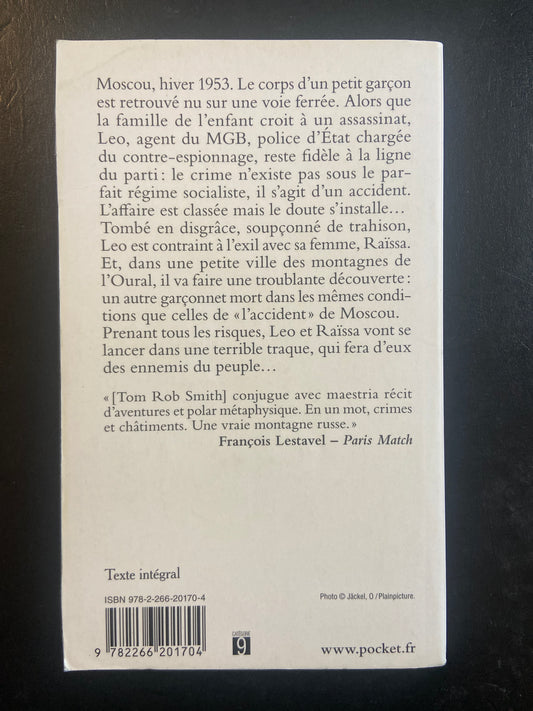 Moscou, hiver 1953. Le corps d’un petit garçon
est retrouvé nu sur une voie ferrée. Alors que
la famille de l’enfant croit à un assassinat,
Leo, agent du MGB, police d’État chargée
du contre-espionnage, reste fidèle à la ligne
du parti : le crime n’existe pas sous le par-
fait régime socialiste, il s’agit d’un accident.
L’affaire est classée mais le doute s’installe…
Tombé en disgrâce, soupçonné de trahison,
Leo est contraint à l’exil avec sa femme, Raïssa.
Et, dans une petite ville des montagnes de
l’Oural, il va faire une troublante découverte :
un autre garçonnet mort dans les mêmes condi-
tions que celles de « l’accident » de Moscou.
Prenant tous les risques, Leo et Raïssa vont se
lancer dans une terrible traque, qui fera d’eux
des ennemis du peuple…
« [Tom Rob Smith] conjugue avec maestria récit
d’aventures et polar métaphysique. En un mot, crimes
et châtiments. Une vraie montagne russe. »
François Lestavel – Paris Match
Texte intégral
ISBN 978-2-266-20170-4
Photo © Jäckel, O / Plainpicture.
9 782266 201704
CATÉGORIE
9
www.pocket.fr